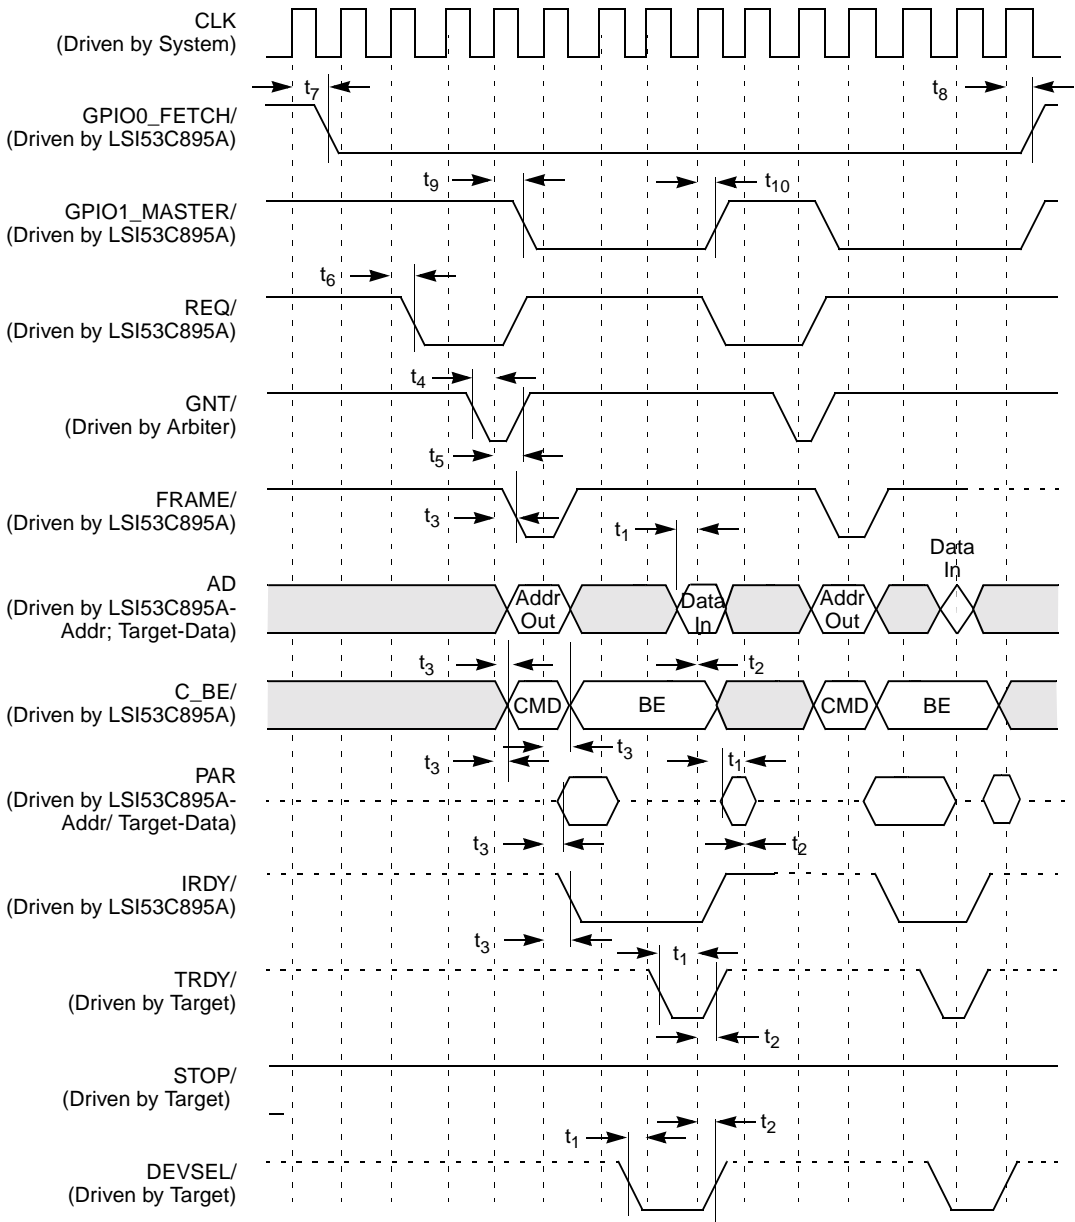 CLK
(Driven by System)
t7
t8
GPIO0_FETCH/
(Driven by LSI53C895A)
t9
t10
GPIO1_MASTER/
(Driven by LSI53C895A)
t6
REQ/
(Driven by LSI53C895A)
t4
GNT/
(Driven by Arbiter)
t5
FRAME/
(Driven by LSI53C895A)
t3
t1
Data
In
AD
(Driven by LSI53C895A-
Addr; Target-Data)
Addr
Out
Data
In
Addr
Out
t3
t2
C_BE/
(Driven by LSI53C895A)
CMD
BE
CMD
BE
t3
t3
t1
PAR
(Driven by LSI53C895A-
Addr/ Target-Data)
t3
t2
IRDY/
(Driven by LSI53C895A)
t3
t1
TRDY/
(Driven by Target)
t2
STOP/
(Driven by Target)
t2
t1
DEVSEL/
(Driven by Target)